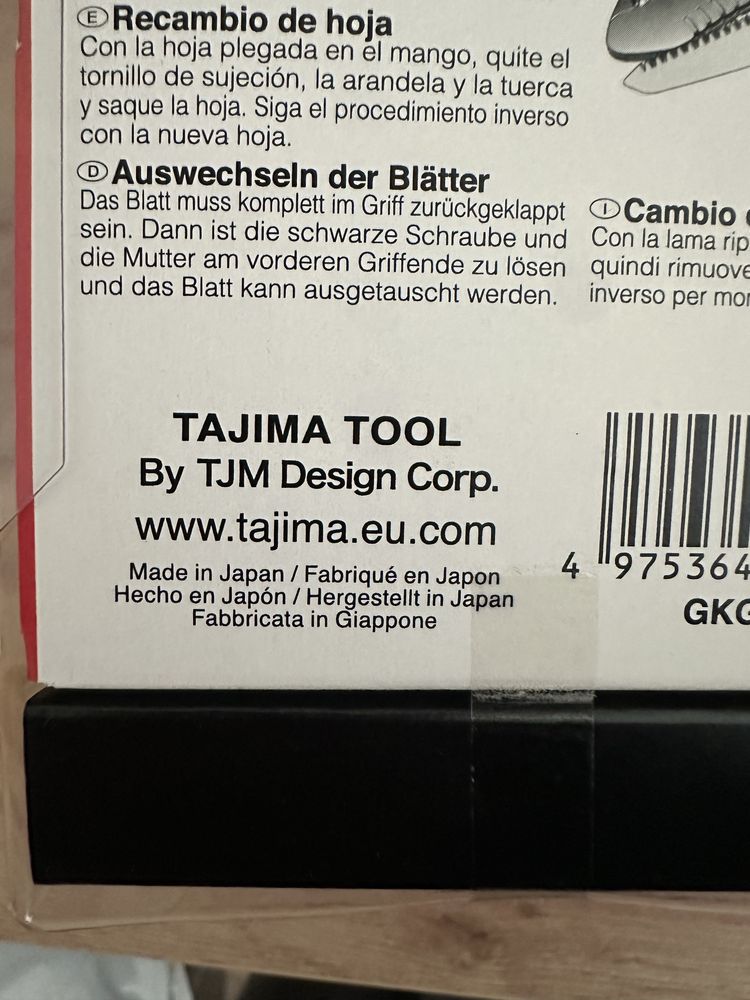 E Recambio de hoja
Con la hoja plegada en el mango, quite el
tornillo de sujeción, la arandela y la tuerca
y saque la hoja. Siga el procedimiento inverso
con la nueva hoja.
D Auswechseln der Blätter
Das Blatt muss komplett im Griff zurückgeklappt
sein. Dann ist die schwarze Schraube und
die Mutter am vorderen Griffende zu lösen
und das Blatt kann ausgetauscht werden.
I Cambio
Con la lama rip
quindi rimuove
inverso per mo
TAJIMA TOOL
By TJM Design Corp.
www.tajima.eu.com
Made in Japan / Fabriqué en Japon
Hecho en Japón / Hergestellt in Japan
Fabbricata in Giappone
4 975364
GKG